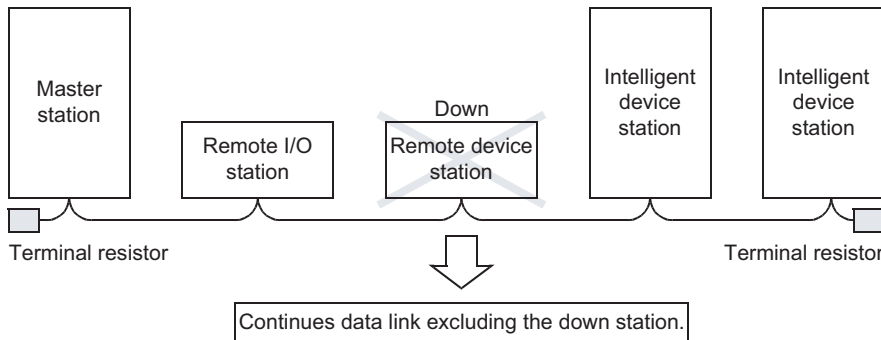 Master
station
Remote I/O
station
Down
Remote device
station
Intelligent
device
station
Intelligent
device
station
Terminal resistor
Terminal resistor
Continues data link excluding the down station.